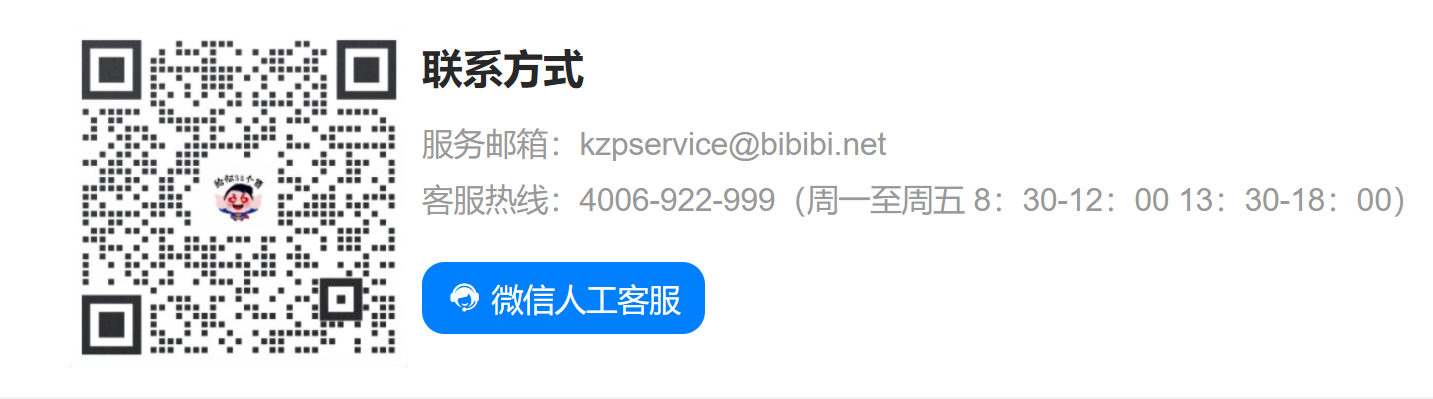 联系方式
服务邮箱：kzpservice@bibibi.net
客服热线：4006-922-999（周一至周五 8：30-12：00 13：30-18：00）
微信人工客服